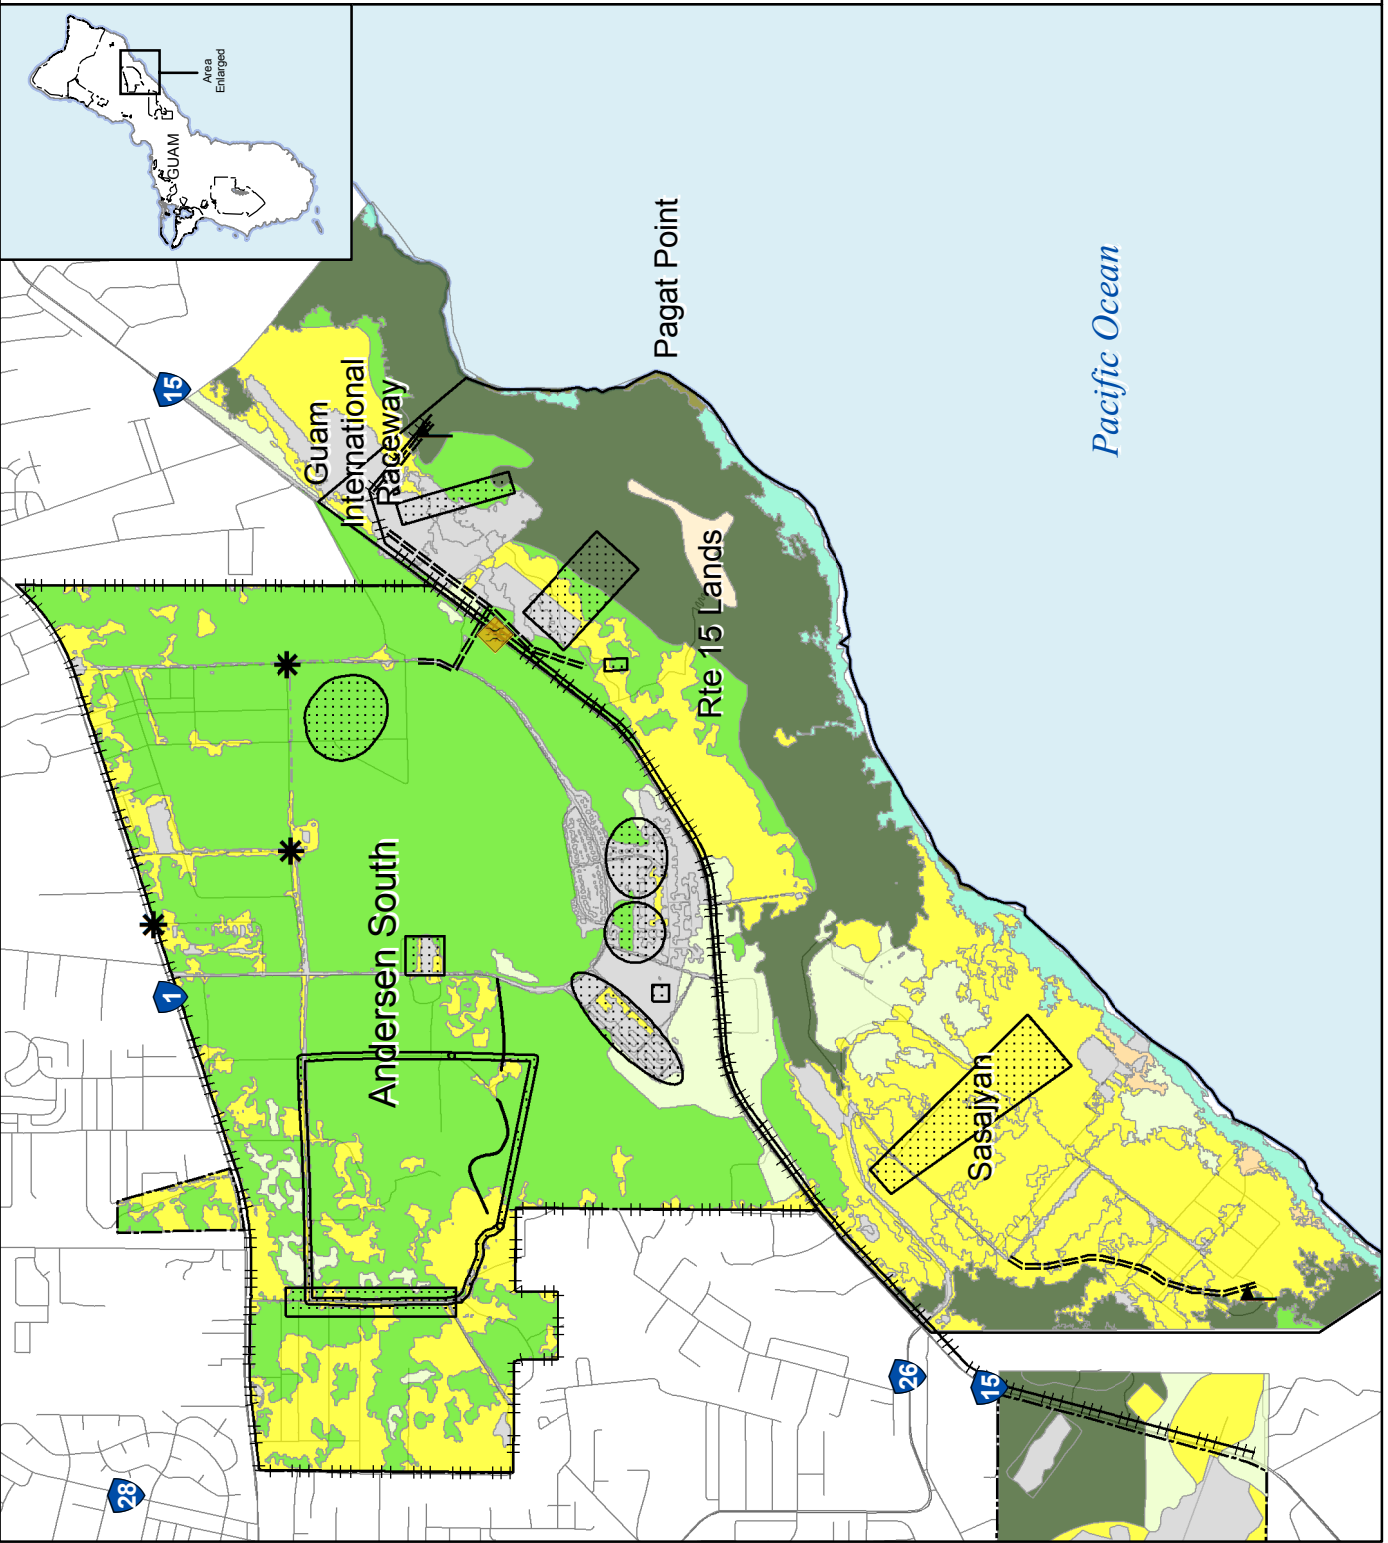 GUAM
Area
Enlarged
15
Guam
International
Raceway
Pagat Point
Pacific Ocean
Rte 15 Lands
1
Andersen South
Sasajyan
28
26
15